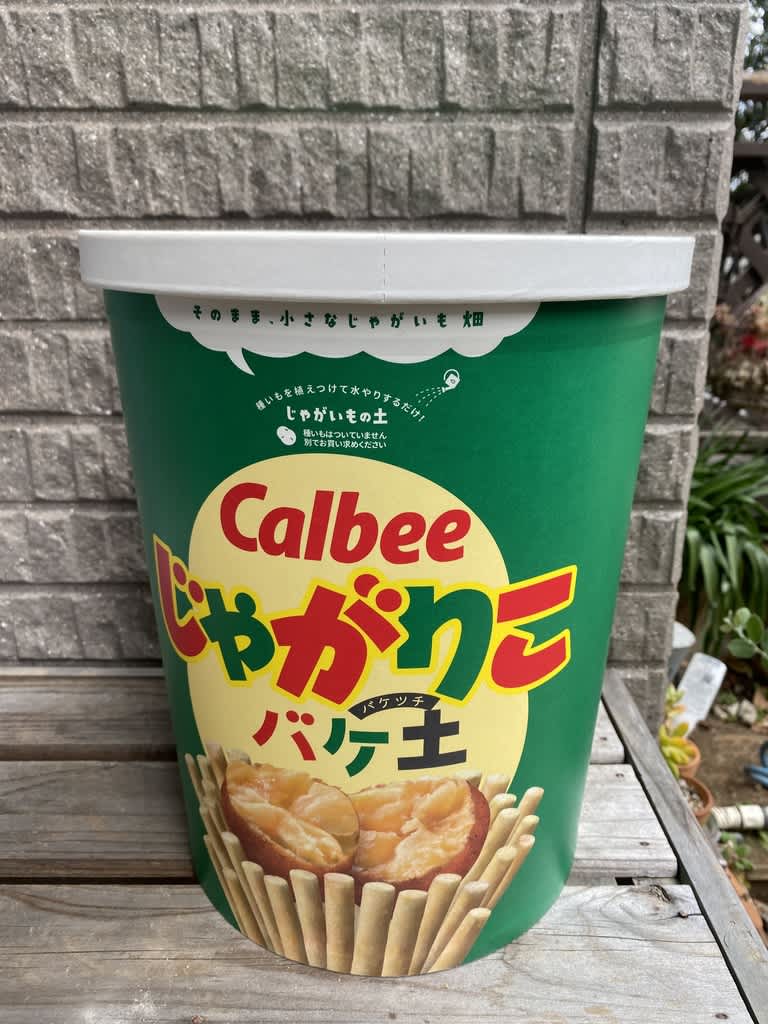 そのまま、小さなじゃがいも畑
種いもを植えつけて水やりするだけ!
じゃがいもの土
種いもはついていません
別でお買い求めください
Calbee
じゃがりこ
バケツチ
バケ土